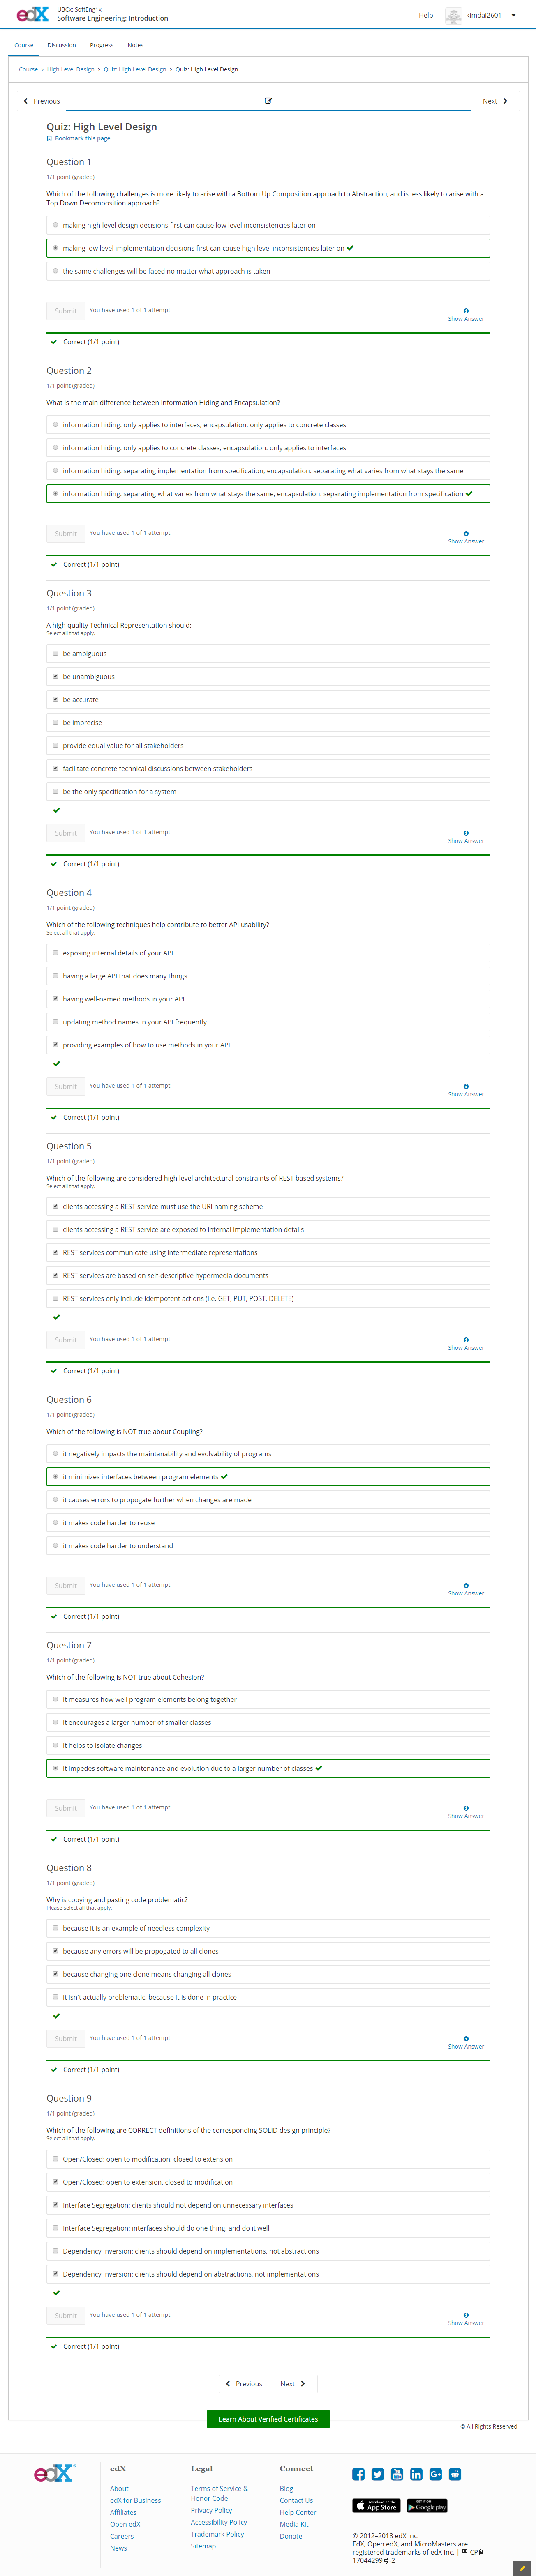 edX
UBCx: SoftEng1x
Software Engineering: Introduction
Help
kimdai2601
Course
Discussion
Progress
Notes
Course > High Level Design > Quiz: High Level Design > Quiz: High Level Design
Previous
Next
Quiz: High Level Design
Bookmark this page
Question 1
1/1 point (graded)
Which of the following challenges is more likely to arise with a Bottom Up Composition approach to Abstraction, and is less likely to arise with a
Top Down Decomposition approach?
making high level design decisions first can cause low level inconsistencies later on
making low level implementation decisions first can cause high level inconsistencies later on
the same challenges will be faced no matter what approach is taken
Submit
You have used 1 of 1 attempt
Show Answer
Correct (1/1 point)
Question 2
1/1 point (graded)
What is the main difference between Information Hiding and Encapsulation?
information hiding: only applies to interfaces; encapsulation: only applies to concrete classes
information hiding: only applies to concrete classes; encapsulation: only applies to interfaces
information hiding: separating implementation from specification; encapsulation: separating what varies from what stays the same
information hiding: separating what varies from what stays the same; encapsulation: separating implementation from specification
Submit
You have used 1 of 1 attempt
Show Answer
Correct (1/1 point)
Question 3
1/1 point (graded)
A high quality Technical Representation should:
Select all that apply.
be ambiguous
be unambiguous
be accurate
be imprecise
provide equal value for all stakeholders
facilitate concrete technical discussions between stakeholders
be the only specification for a system
Submit
You have used 1 of 1 attempt
Show Answer
Correct (1/1 point)
Question 4
1/1 point (graded)
Which of the following techniques help contribute to better API usability?
Select all that apply.
exposing internal details of your API
having a large API that does many things
having well-named methods in your API
updating method names in your API frequently
providing examples of how to use methods in your API
Submit
You have used 1 of 1 attempt
Show Answer
Correct (1/1 point)
Question 5
1/1 point (graded)
Which of the following are considered high level architectural constraints of REST based systems?
Select all that apply.
clients accessing a REST service must use the URI naming scheme
clients accessing a REST service are exposed to internal implementation details
REST services communicate using intermediate representations
REST services are based on self-descriptive hypermedia documents
REST services only include idempotent actions (i.e. GET, PUT, POST, DELETE)
Submit
You have used 1 of 1 attempt
Show Answer
Correct (1/1 point)
Question 6
1/1 point (graded)
Which of the following is NOT true about Coupling?
it negatively impacts the maintanability and evolvability of programs
it minimizes interfaces between program elements
it causes errors to propogate further when changes are made
it makes code harder to reuse
it makes code harder to understand
Submit
You have used 1 of 1 attempt
Show Answer
Correct (1/1 point)
Question 7
1/1 point (graded)
Which of the following is NOT true about Cohesion?
it measures how well program elements belong together
it encourages a larger number of smaller classes
it helps to isolate changes
it impedes software maintenance and evolution due to a larger number of classes
Submit
You have used 1 of 1 attempt
Show Answer
Correct (1/1 point)
Question 8
1/1 point (graded)
Why is copying and pasting code problematic?
Please select all that apply.
because it is an example of needless complexity
because any errors will be propogated to all clones
because changing one clone means changing all clones
it isn't actually problematic, because it is done in practice
Submit
You have used 1 of 1 attempt
Show Answer
Correct (1/1 point)
Question 9
1/1 point (graded)
Which of the following are CORRECT definitions of the corresponding SOLID design principle?
Select all that apply.
Open/Closed: open to modification, closed to extension
Open/Closed: open to extension, closed to modification
Interface Segregation: clients should not depend on unnecessary interfaces
Interface Segregation: interfaces should do one thing, and do it well
Dependency Inversion: clients should depend on implementations, not abstractions
Dependency Inversion: clients should depend on abstractions, not implementations
Submit
You have used 1 of 1 attempt
Show Answer
Correct (1/1 point)
Previous
Next
Learn About Verified Certificates
© All Rights Reserved
edX
edX
About
edX for Business
Affiliates
Open edX
Careers
News
Legal
Terms of Service &
Honor Code
Privacy Policy
Accessibility Policy
Trademark Policy
Sitemap
Connect
Blog
Contact Us
Help Center
Media Kit
Donate
Download on the
App Store
GET IT ON
Google play
© 2012–2018 edX Inc.
EdX, Open edX, and MicroMasters are
registered trademarks of edX Inc. | 粤ICP备
17044299号-2